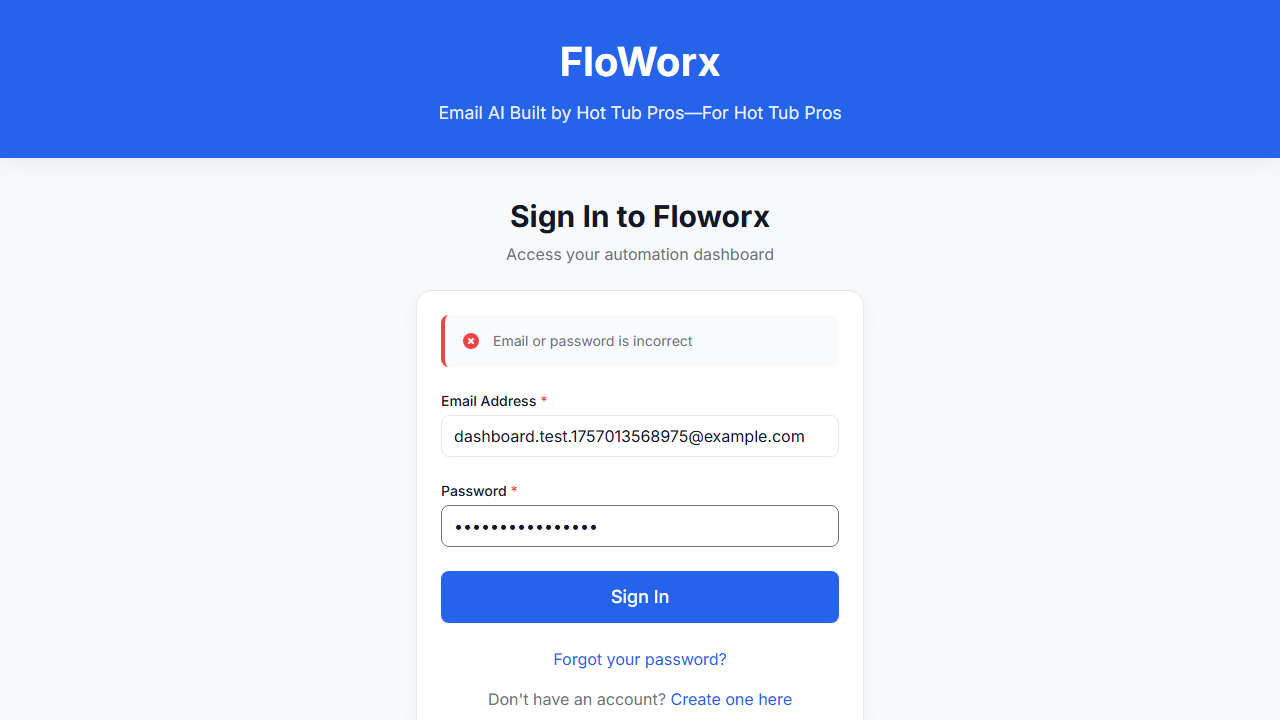 FloWorx
Email AI Built by Hot Tub Pros—For Hot Tub Pros
Sign In to Floworx
Access your automation dashboard
Email or password is incorrect
Email Address *
dashboard.test.1757013568975@example.com
Password *
••••••••••••••••
Sign In
Forgot your password?
Don't have an account? Create one here